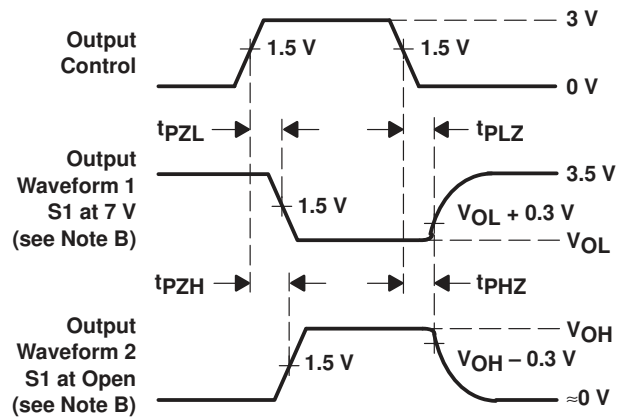 3 V
Output
Control
1.5 V
1.5 V
0 V
tPZL
tPLZ
Output
Waveform 1
S1 at 7 V
(see Note B)
3.5 V
1.5 V
VOL + 0.3 V
VOL
tPZH
tPHZ
Output
Waveform 2
S1 at Open
(see Note B)
VOH
1.5 V
VOH – 0.3 V
≈0 V